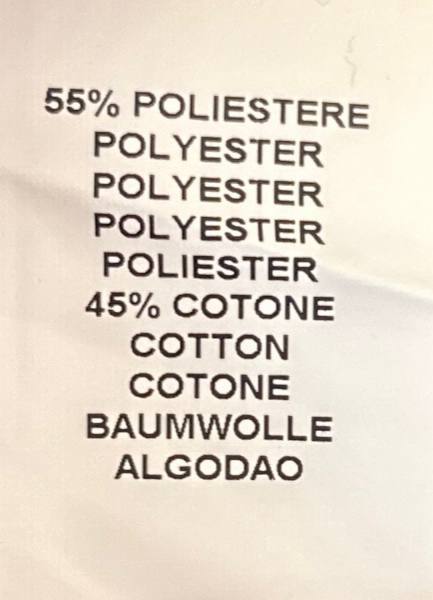 55% POLIESTERE
POLYESTER
POLYESTER
POLYESTER
POLIESTER
45% COTONE
COTTON
COTONE
BAUMWOLLE
ALGODAO